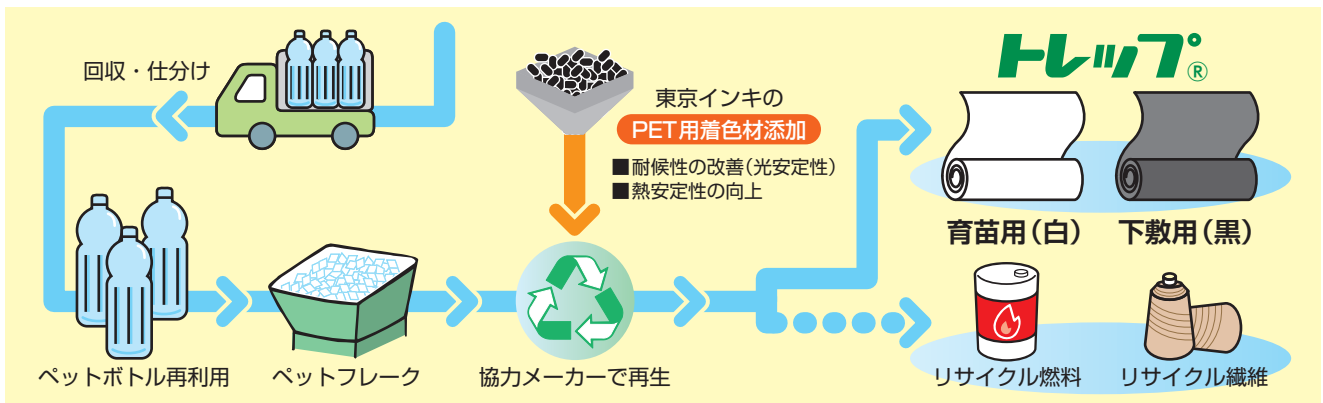 回収・仕分け
東京インキの
PET用着色材添加
■耐候性の改善(光安定性)
■熱安定性の向上
トレップ®
育苗用(白)
下敷用(黒)
ペットボトル再利用
ペットフレーク
協力メーカーで再生
リサイクル燃料
リサイクル繊維